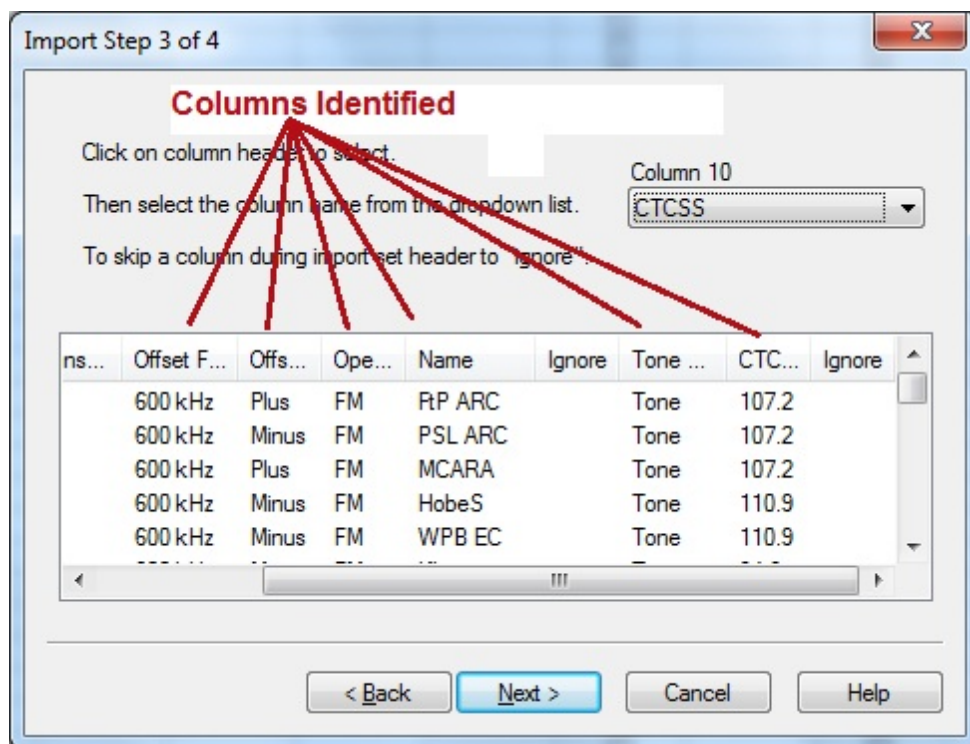 Import Step 3 of 4
Columns Identified
Click on column header to select.
Column 10
Then select the column name from the dropdown list.
CTCSS
To skip a column during import set header to "Ignore".
ns... Offset F... Offs... Ope... Name Ignore Tone ... CTC... Ignore
600 kHz Plus FM FtP ARC Tone 107.2
600 kHz Minus FM PSL ARC Tone 107.2
600 kHz Plus FM MCARA Tone 107.2
600 kHz Minus FM HobeS Tone 110.9
600 kHz Minus FM WPB EC Tone 110.9
< Back Next > Cancel Help